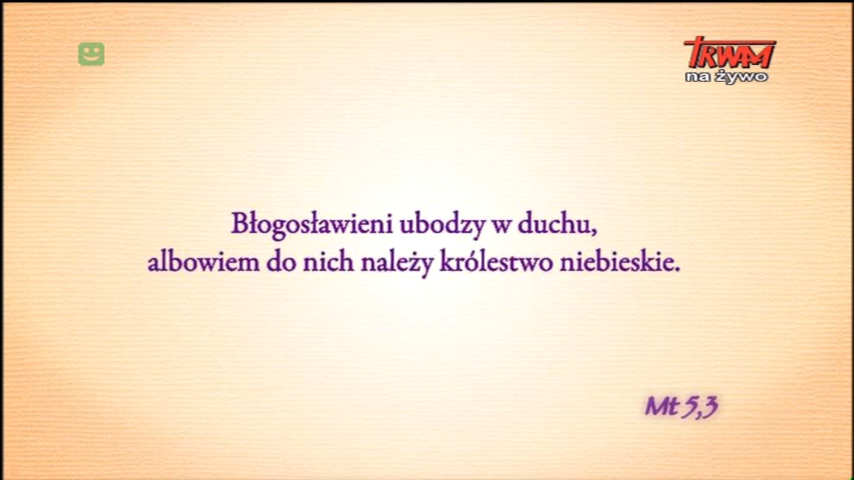 TRWAM
na żywo
Błogosławieni ubodzy w duchu,
albowiem do nich należy królestwo niebieskie.
Mt 5,3